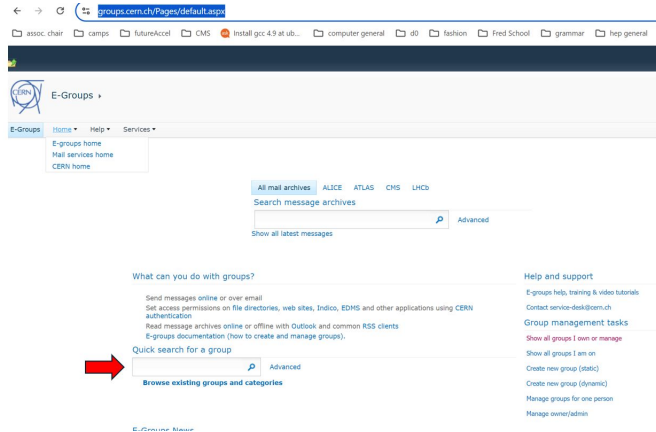 groups.cern.ch/Pages/default.aspx
assoc. chair camps futureAccel CMS Install gcc 4.9 at ub... computer general d0 fashion Fred School grammar hep general
CERN
E-Groups
E-Groups Home Help Services
E-groups home
Mail services home
CERN home
All mail archives ALICE ATLAS CMS LHCb
Search message archives
Advanced
Show all latest messages
What can you do with groups?
Send messages online or over email
Set access permissions on file directories, web sites, Indico, EDMS and other applications using CERN
authentication
Read message archives online or offline with Outlook and common RSS clients
E-groups documentation (how to create and manage groups).
Quick search for a group
Advanced
Browse existing groups and categories
E-Groups News
Help and support
E-groups help, training & video tutorials
Contact service-desk@cern.ch
Group management tasks
Show all groups I own or manage
Show all groups I am on
Create new group (static)
Create new group (dynamic)
Manage groups for one person
Manage owner/admin